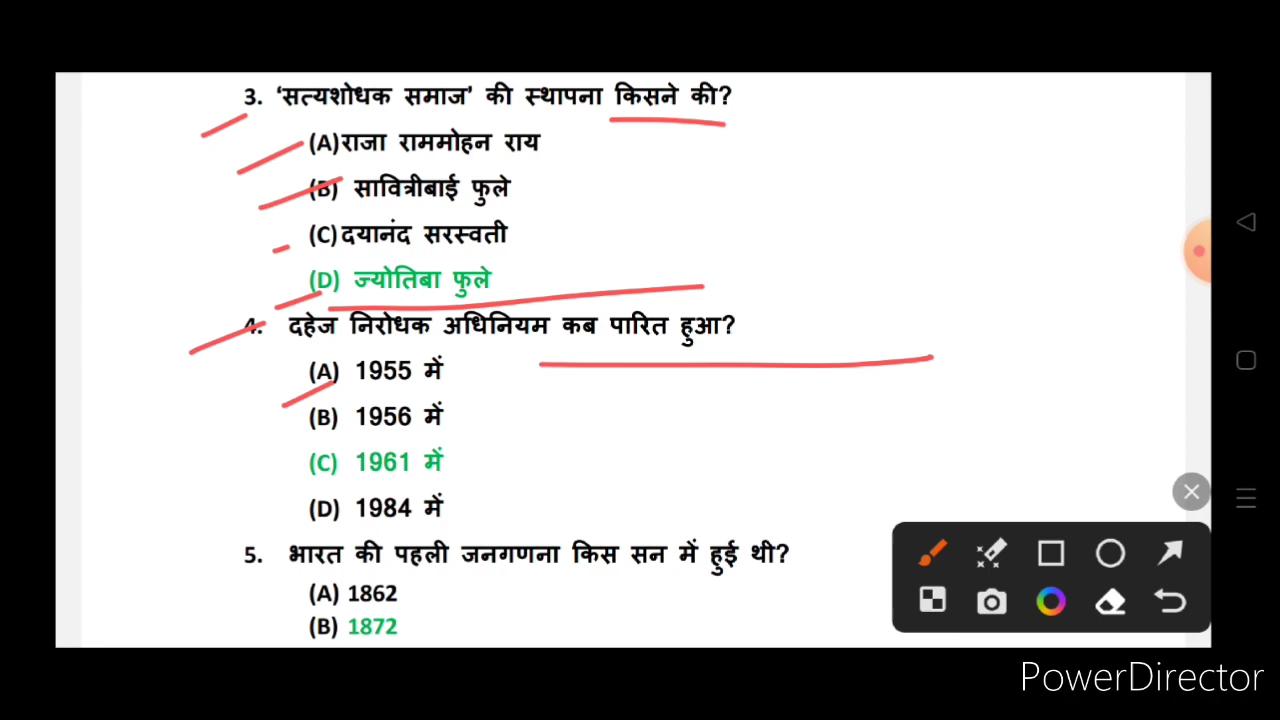 3. ‘सत्यशोधक समाज’ की स्थापना किसने की?
(A) राजा राममोहन राय
(B) सावित्रीबाई फुले
(C) दयानंद सरस्वती
(D) ज्योतिबा फुले
4. दहेज निरोधक अधिनियम कब पारित हुआ?
(A) 1955 में
(B) 1956 में
(C) 1961 में
(D) 1984 में
5. भारत की पहली जनगणना किस सन में हुई थी?
(A) 1862
(B) 1872
PowerDirector